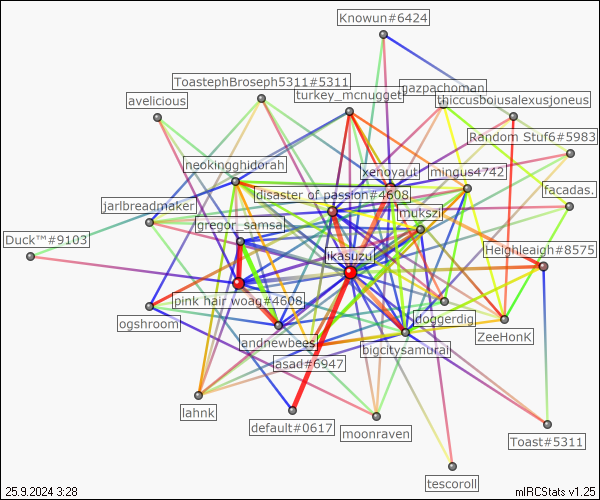 Knowun#6424
ToastephBroseph5311#5311
gazpachoman
turkey_mcnugget
thiccusboiusalexusjoneus
avelicious
Random Stuf6#5983
neokingghidorah
xenoyaut
mingus4742
disaster of passion#4608
facadas.
jarlbreadmaker
mukszi
gregor_samsa
Duck™#9103
Heighleaigh#8575
ikasuzu
pink hair woag#4608
ogshroom
doggerdig
ZeeHonK
landnewbees
bigcitysamurai
asad#6947
lahnk
default#0617
moonraven
Toast#5311
tescoroll
25.9.2024 3:28
mIRCStats v1.25